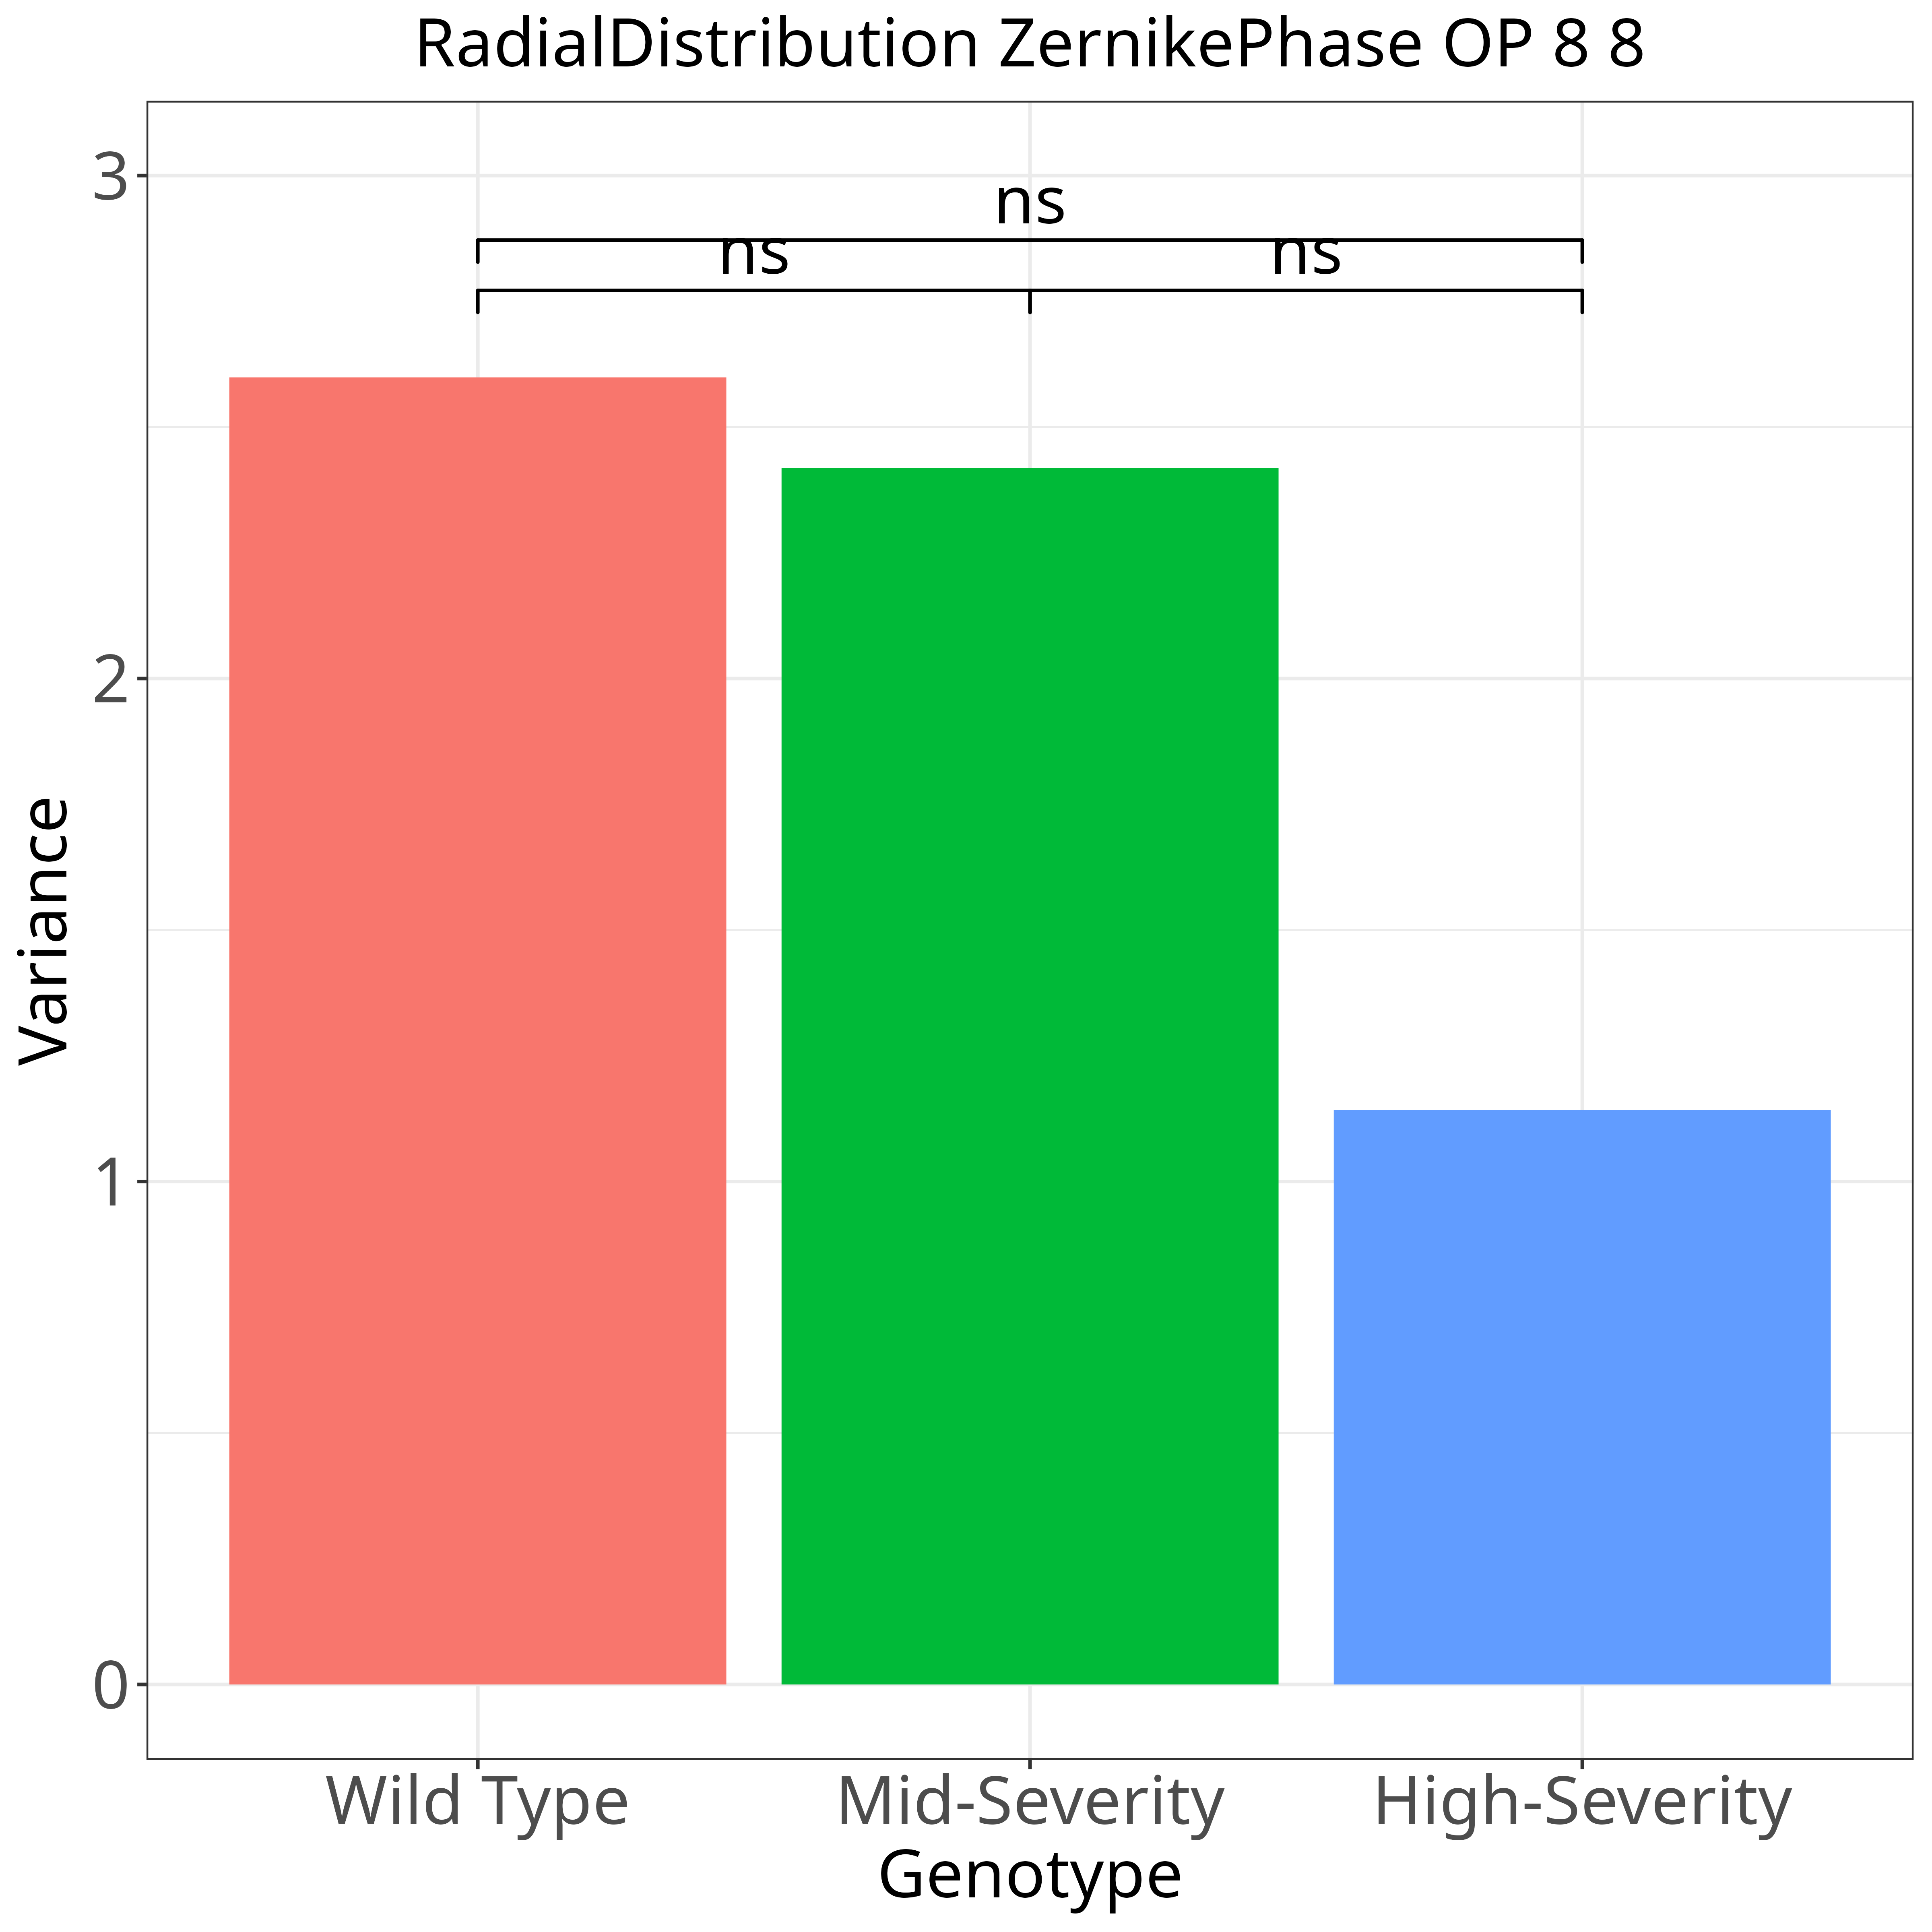 RadialDistribution ZernikePhase OP 8 8
3
ns
ns ns
2
Variance
1
0
Wild Type Mid-Severity High-Severity
Genotype